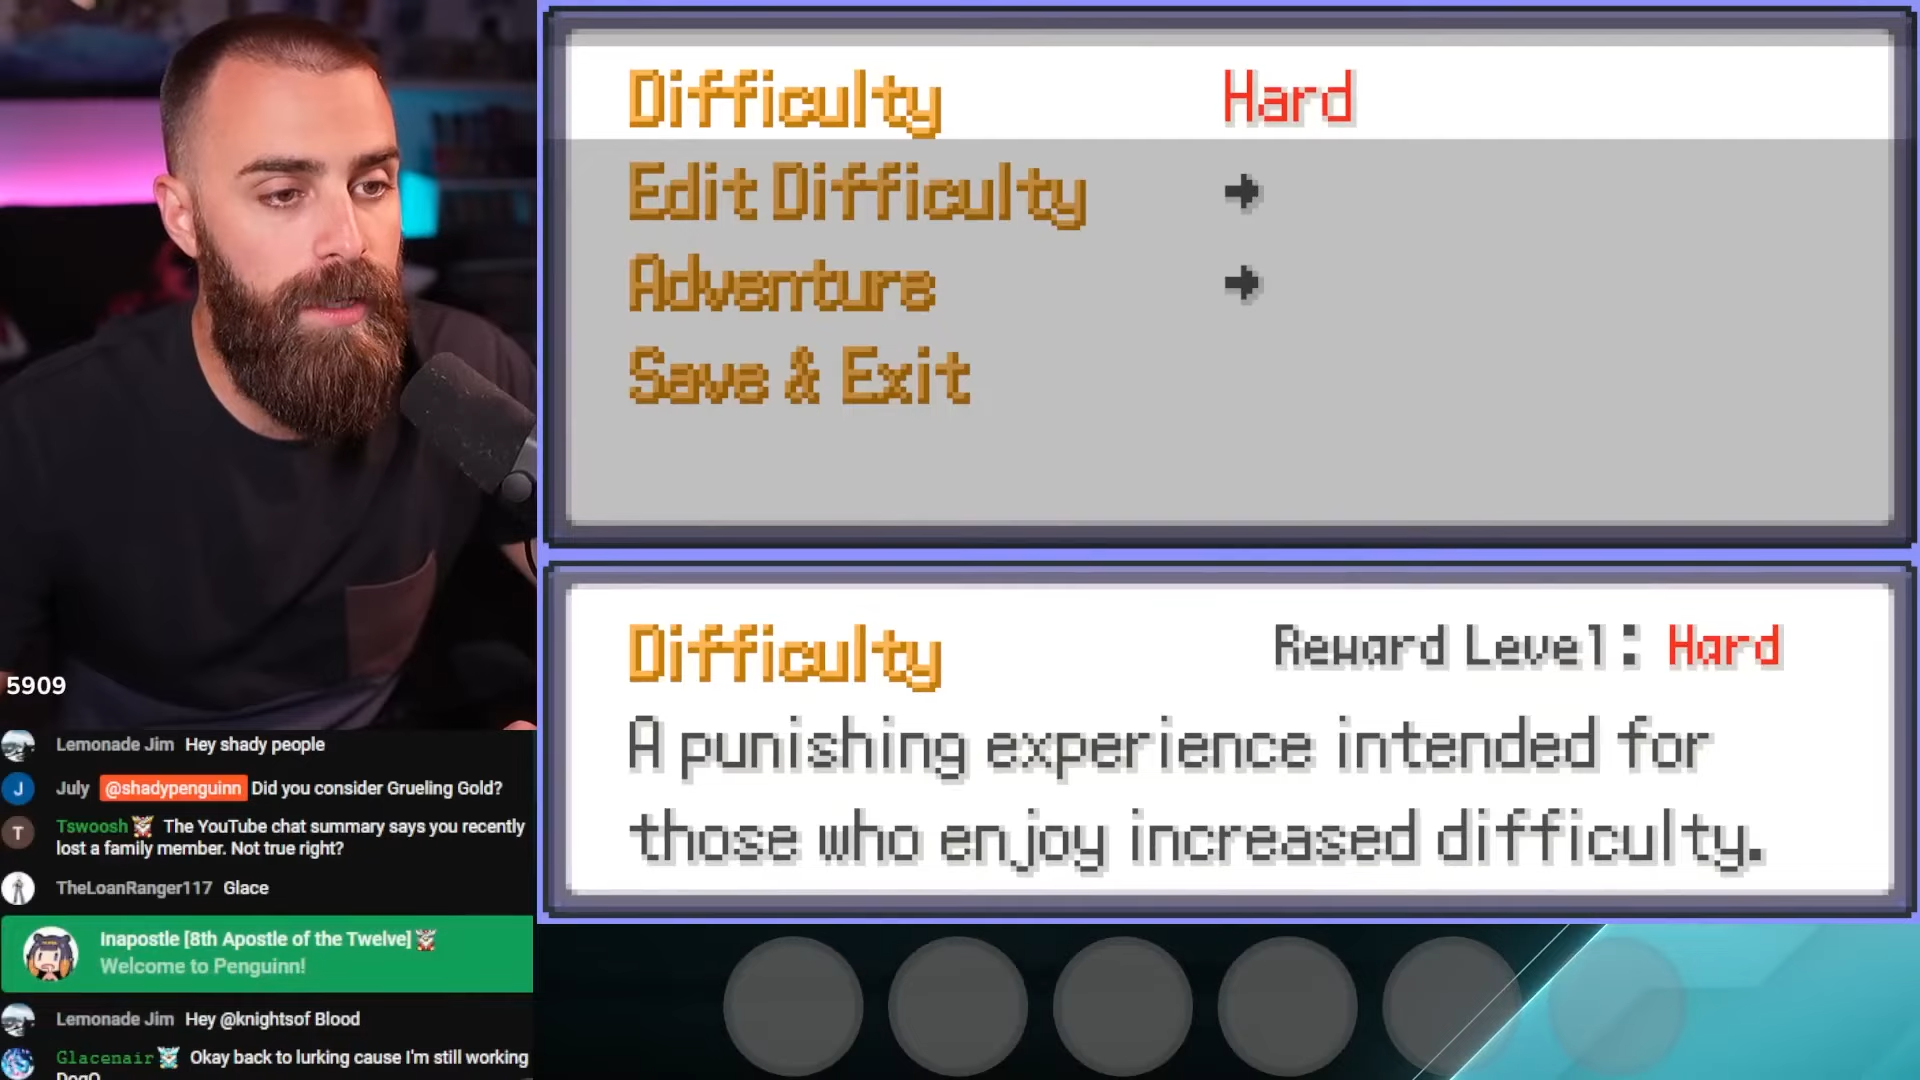 Difficulty Hard
Edit Difficulty
Adventure
Save & Exit
Difficulty Reward Level: Hard
A punishing experience intended for
those who enjoy increased difficulty.
5909
Lemonade Jim Hey shady people
J July @shadypenguinn Did you consider Grueling Gold?
T Tswoosh The YouTube chat summary says you recently
lost a family member. Not true right?
TheLoanRanger117 Glace
Inapostle [8th Apostle of the Twelve]
Welcome to Penguinn!
Lemonade Jim Hey @knightsof Blood
Glacenair Okay back to lurking cause I'm still working